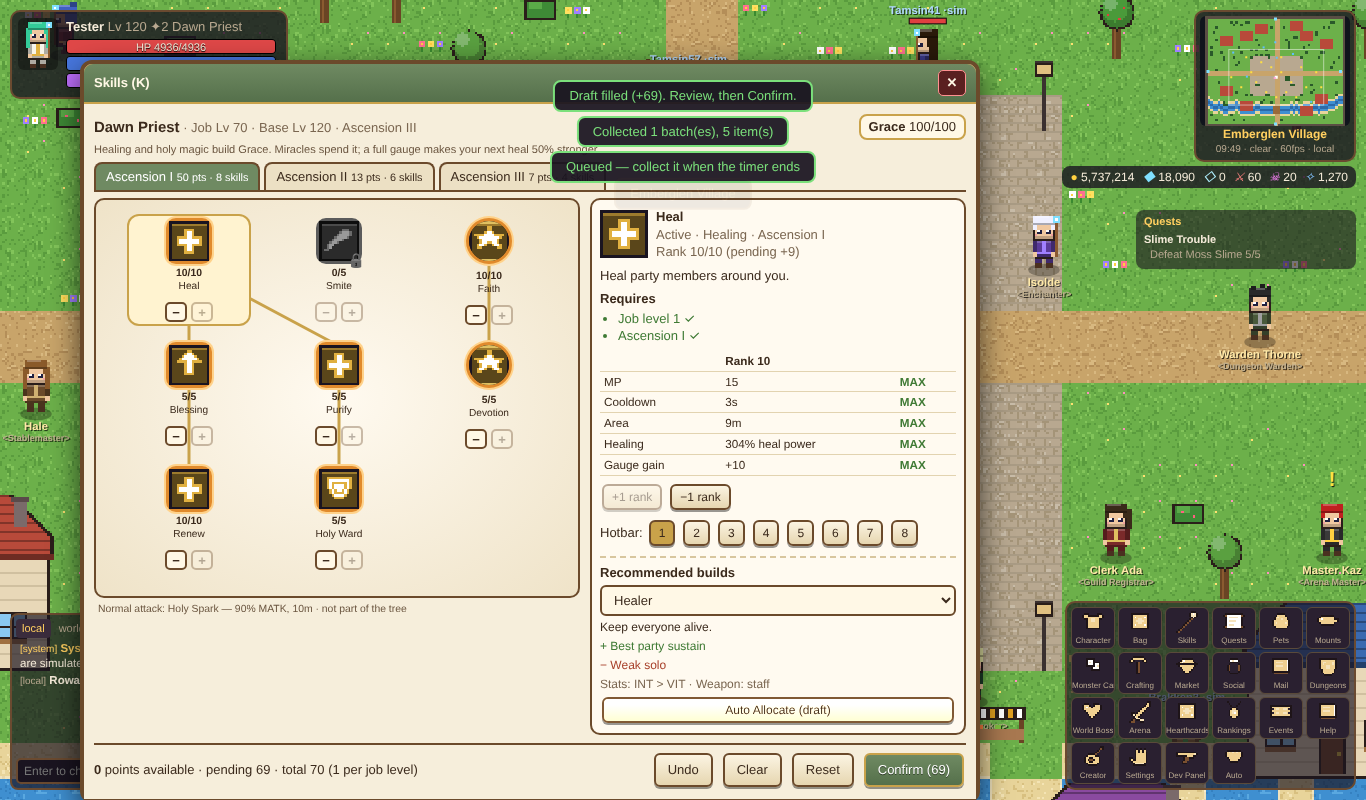 Tester Lv 120 ✦2 Dawn Priest
HP 4936/4936
Tamsin41 ·sim
Tamsin57 ·sim
Skills (K)
×
Draft filled (+69). Review, then Confirm.
Collected 1 batch(es), 5 item(s)
Queued — collect it when the timer ends
Dawn Priest · Job Lv 70 · Base Lv 120 · Ascension III
Grace 100/100
Healing and holy magic build Grace. Miracles spend it; a full gauge makes your next heal 50% stronger.
Ascension I 50 pts · 8 skills
Ascension II 13 pts · 6 skills
Ascension III 7 pts
10/10
Heal
− +
0/5
Smite
− +
10/10
Faith
− +
5/5
Blessing
− +
5/5
Purify
− +
5/5
Devotion
− +
10/10
Renew
− +
5/5
Holy Ward
− +
Normal attack: Holy Spark — 90% MATK, 10m · not part of the tree
Heal
Active · Healing · Ascension I
Rank 10/10 (pending +9)
Heal party members around you.
Requires
• Job level 1 ✓
• Ascension I ✓
Rank 10
MP 15 MAX
Cooldown 3s MAX
Area 9m MAX
Healing 304% heal power MAX
Gauge gain +10 MAX
+1 rank −1 rank
Hotbar: 1 2 3 4 5 6 7 8
Recommended builds
Healer
Keep everyone alive.
+ Best party sustain
− Weak solo
Stats: INT > VIT · Weapon: staff
Auto Allocate (draft)
0 points available · pending 69 · total 70 (1 per job level)
Undo Clear Reset Confirm (69)
Emberglen Village
09:49 · clear · 60fps · local
5,737,214 18,090 0 60 20 1,270
Quests
Slime Trouble
Defeat Moss Slime 5/5
Isolde
<Enchanter>
Warden Thorne
<Dungeon Warden>
Hale
<Stablemaster>
!
Clerk Ada
<Guild Registrar>
Master Kaz
<Arena Master>
local
[system] Sys
are simulate
[local] Rowa
Enter to ch
Character Bag Skills Quests Pets Mounts
Monster Ca Crafting Market Social Mail Dungeons
World Boss Arena Hearthcards Rankings Events Help
Creator Settings Dev Panel Auto